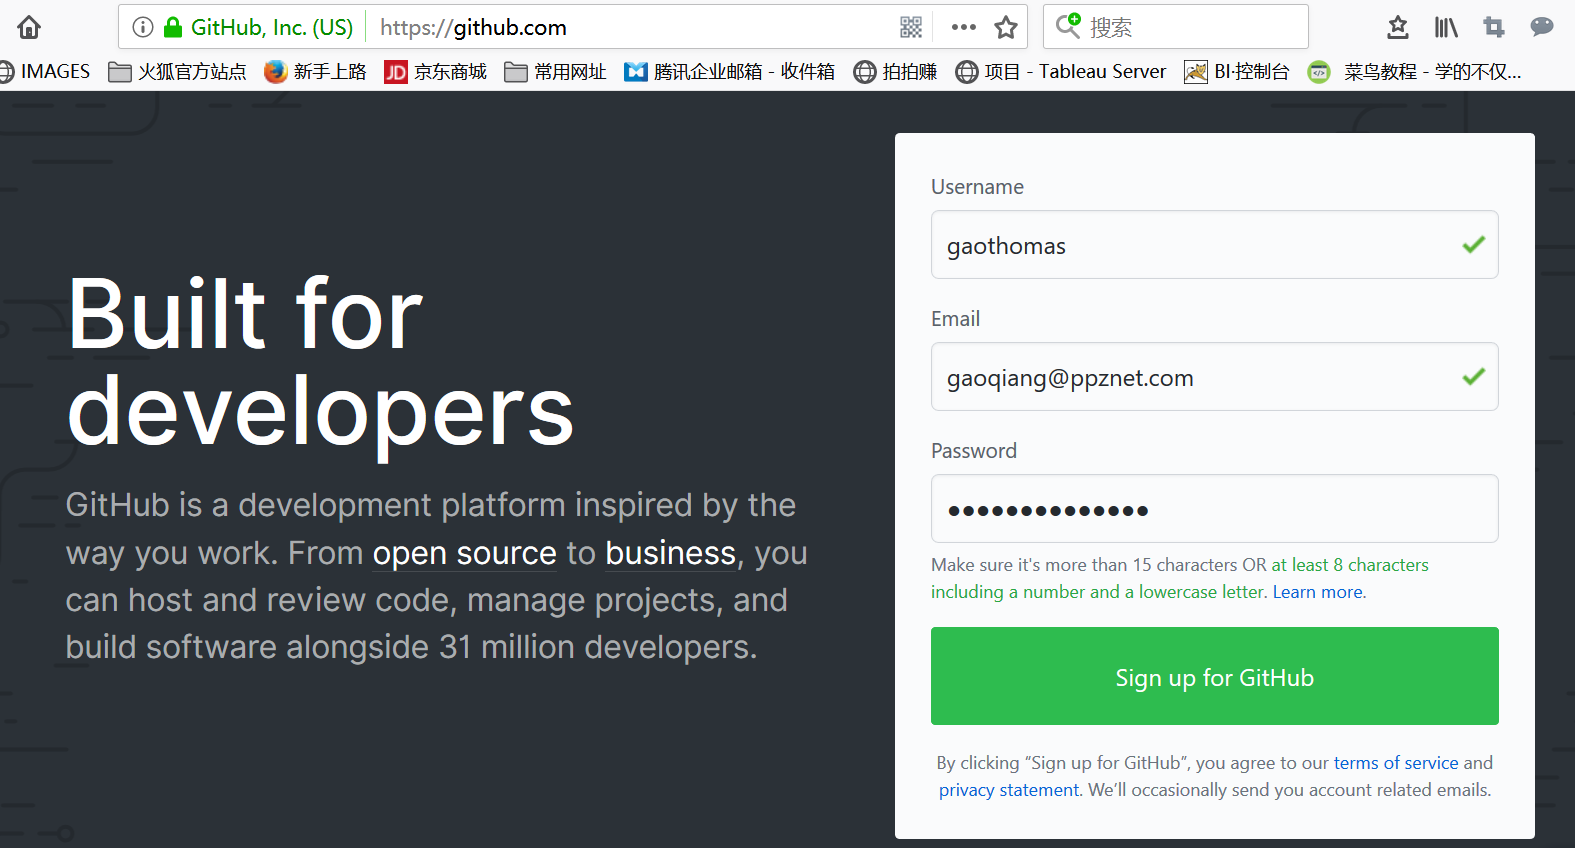 GitHub, Inc. (US) https://github.com 搜索
IMAGES 火狐官方站点 新手上路 JD 京东商城 常用网址 腾讯企业邮箱 - 收件箱 拍拍赚 项目 - Tableau Server BI·控制台 菜鸟教程 - 学的不仅...
Built for
developers
GitHub is a development platform inspired by the
way you work. From open source to business, you
can host and review code, manage projects, and
build software alongside 31 million developers.
Username
gaothomas
Email
gaoqiang@ppznet.com
Password
●●●●●●●●●●●●●●
Make sure it's more than 15 characters OR at least 8 characters
including a number and a lowercase letter. Learn more.
Sign up for GitHub
By clicking “Sign up for GitHub”, you agree to our terms of service and
privacy statement. We’ll occasionally send you account related emails.